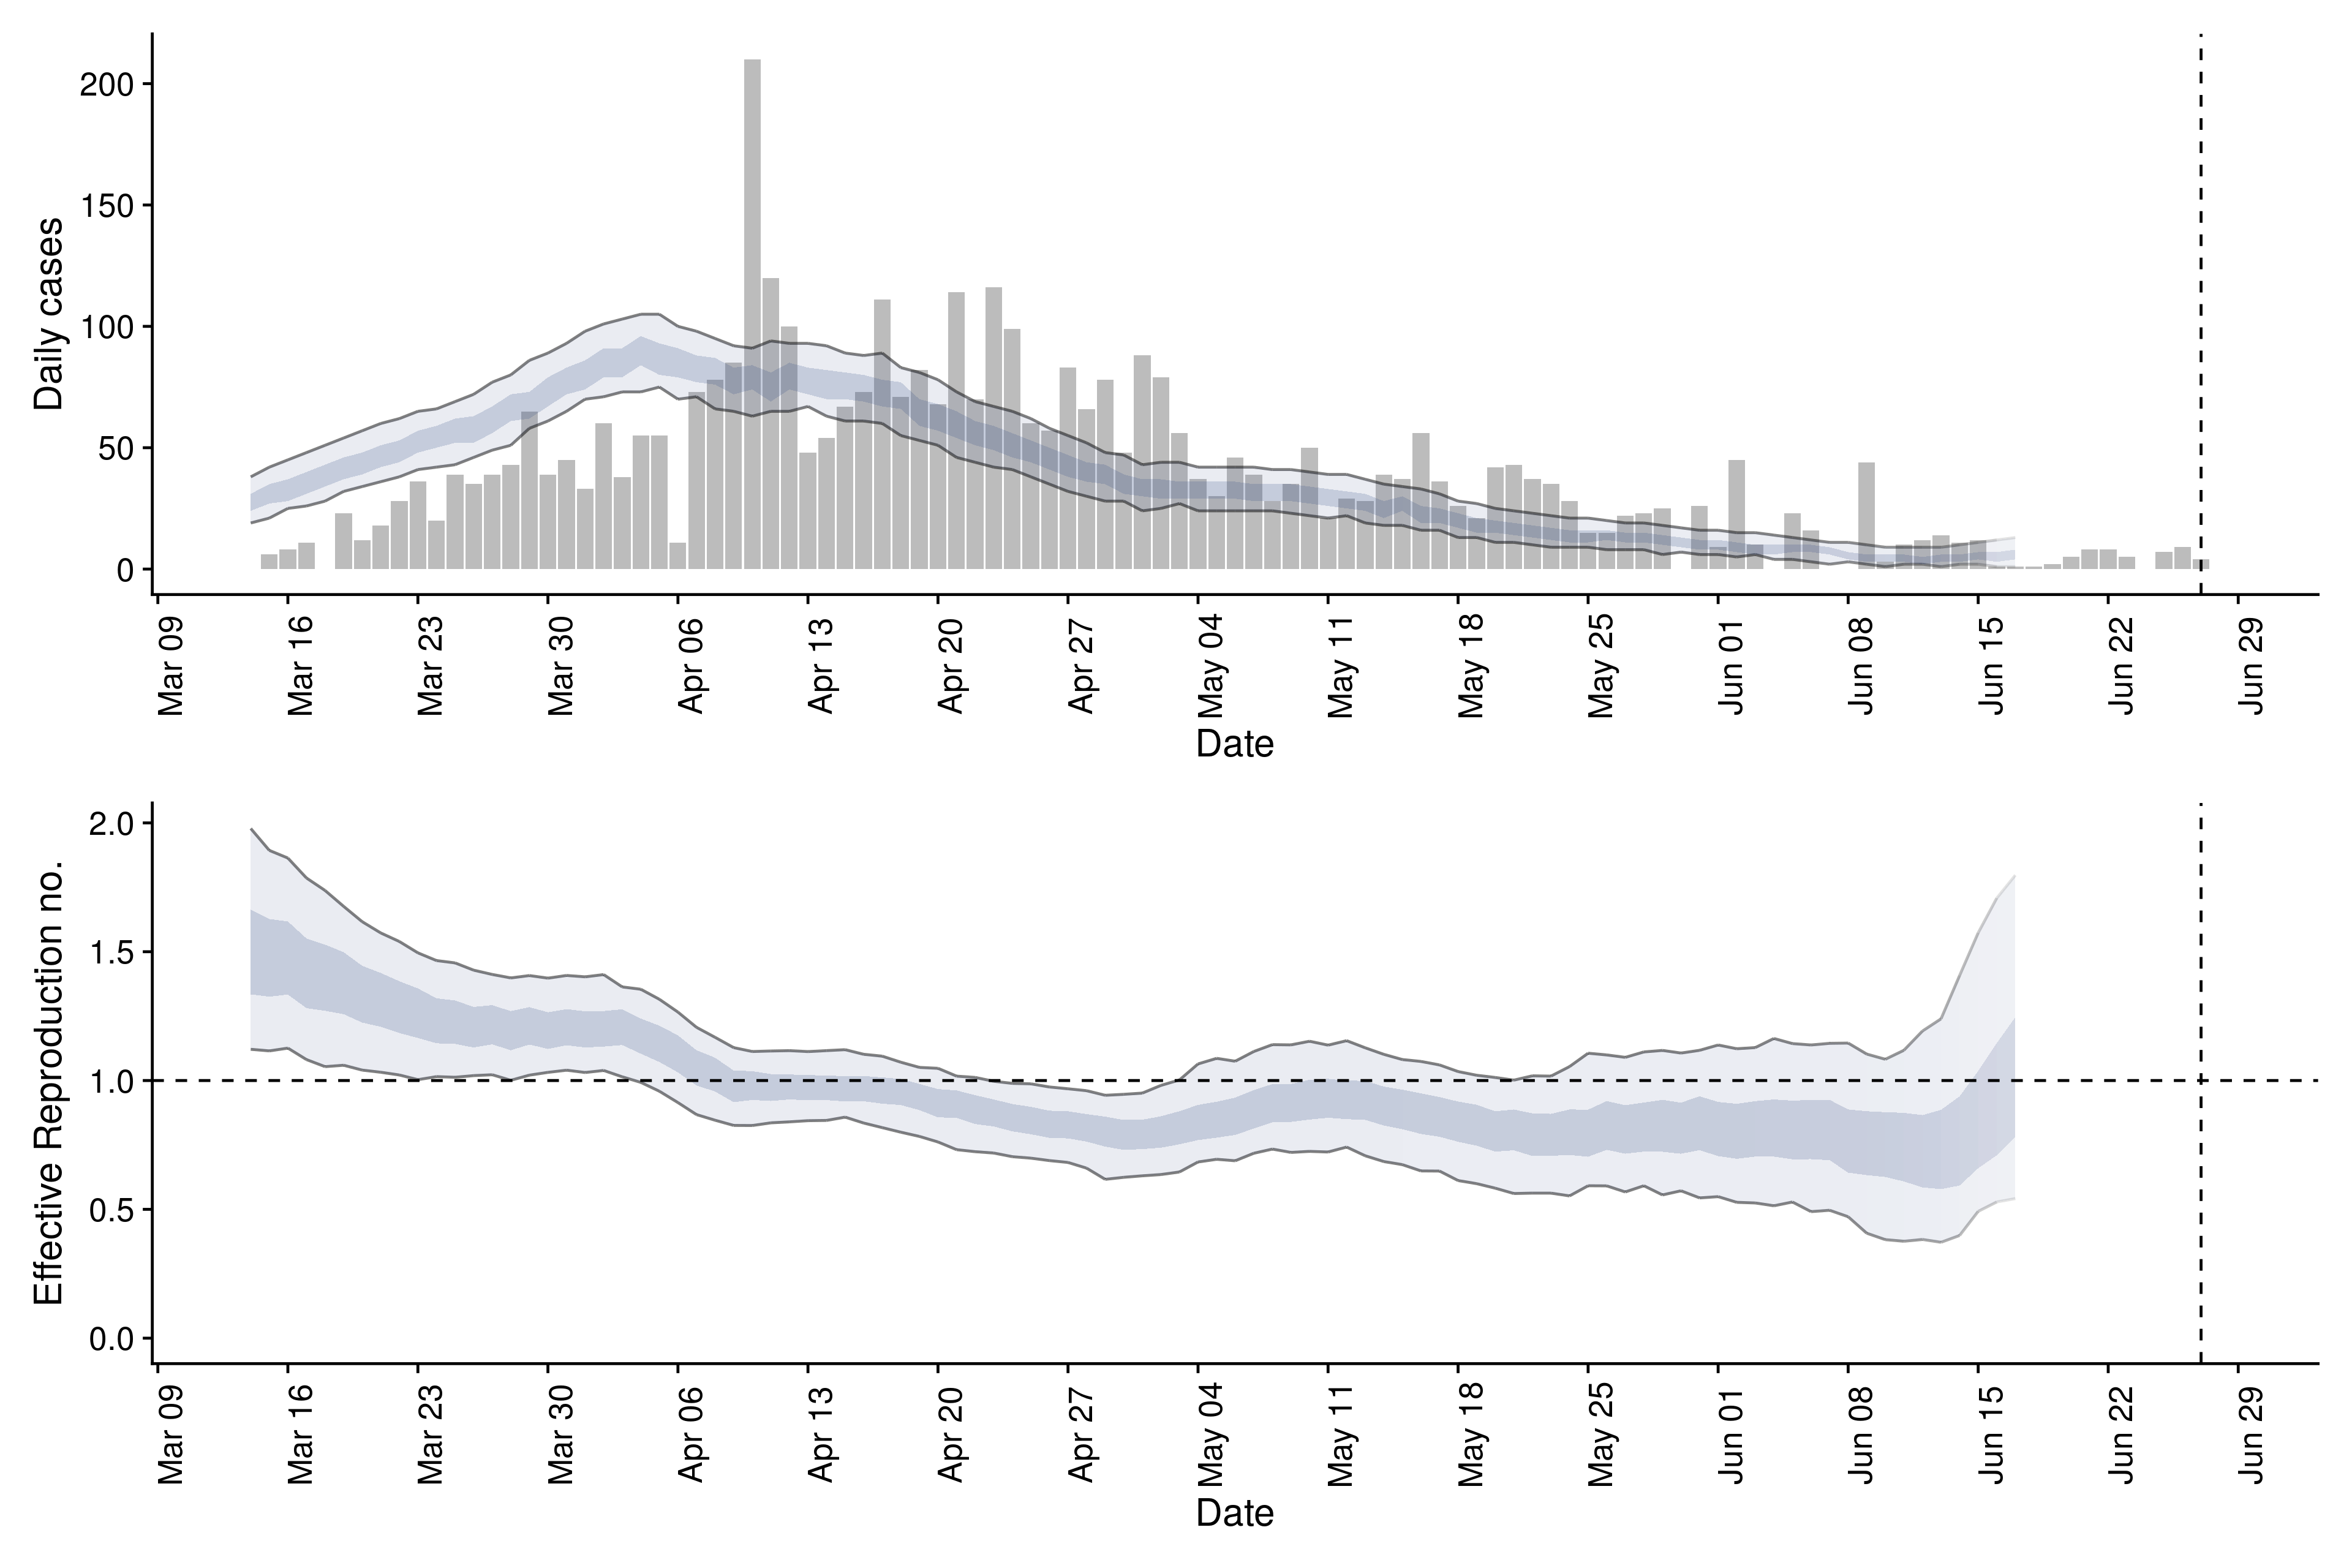 Daily cases
200
150
100
50
0
Mar 09
Mar 16
Mar 23
Mar 30
Apr 06
Apr 13
Apr 20
Apr 27
May 04
May 11
May 18
May 25
Jun 01
Jun 08
Jun 15
Jun 22
Jun 29
Date
Effective Reproduction no.
2.0
1.5
1.0
0.5
0.0
Mar 09
Mar 16
Mar 23
Mar 30
Apr 06
Apr 13
Apr 20
Apr 27
May 04
May 11
May 18
May 25
Jun 01
Jun 08
Jun 15
Jun 22
Jun 29
Date